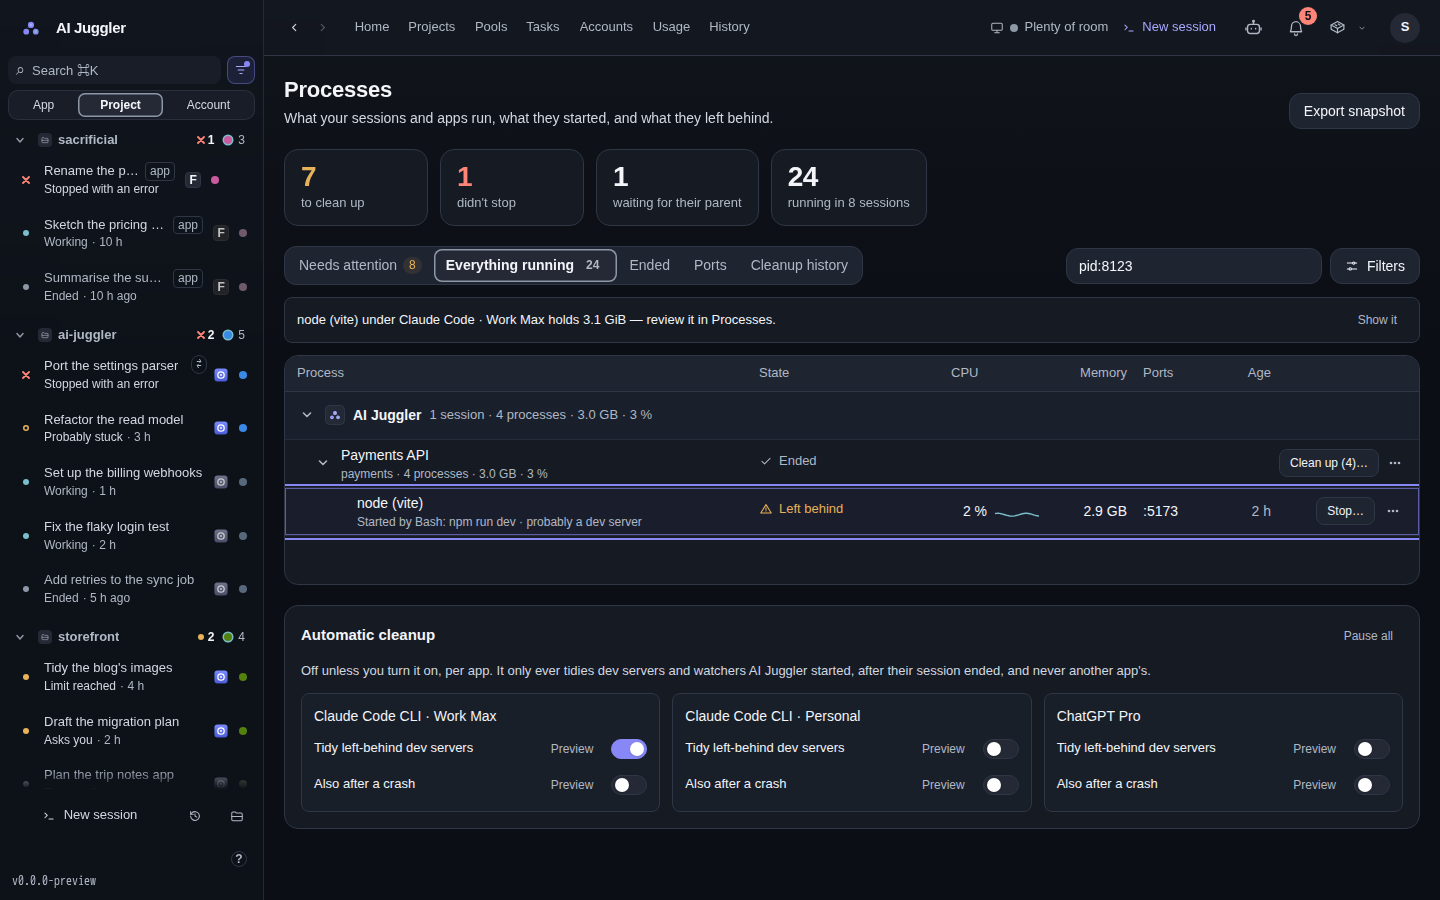 AI Juggler
Search ⌘K
App Project Account
sacrificial 1 3
Rename the p… app
Stopped with an error
F
Sketch the pricing … app
Working · 10 h
F
Summarise the su… app
Ended · 10 h ago
F
ai-juggler 2 5
Port the settings parser
Stopped with an error
Refactor the read model
Probably stuck · 3 h
Set up the billing webhooks
Working · 1 h
Fix the flaky login test
Working · 2 h
Add retries to the sync job
Ended · 5 h ago
storefront 2 4
Tidy the blog's images
Limit reached · 4 h
Draft the migration plan
Asks you · 2 h
Plan the trip notes app
New session
?
v0.0.0-preview
Home Projects Pools Tasks Accounts Usage History
Plenty of room New session 5 S
Processes
What your sessions and apps run, what they started, and what they left behind.
Export snapshot
7
to clean up
1
didn't stop
1
waiting for their parent
24
running in 8 sessions
Needs attention 8 Everything running 24 Ended Ports Cleanup history
pid:8123
Filters
node (vite) under Claude Code · Work Max holds 3.1 GiB — review it in Processes.
Show it
Process State CPU Memory Ports Age
AI Juggler 1 session · 4 processes · 3.0 GB · 3 %
Payments API
payments · 4 processes · 3.0 GB · 3 %
Ended
Clean up (4)…
node (vite)
Started by Bash: npm run dev · probably a dev server
Left behind
2 % 2.9 GB :5173 2 h Stop…
Automatic cleanup
Pause all
Off unless you turn it on, per app. It only ever tidies dev servers and watchers AI Juggler started, after their session ended, and never another app's.
Claude Code CLI · Work Max
Tidy left-behind dev servers Preview
Also after a crash Preview
Claude Code CLI · Personal
Tidy left-behind dev servers Preview
Also after a crash Preview
ChatGPT Pro
Tidy left-behind dev servers Preview
Also after a crash Preview